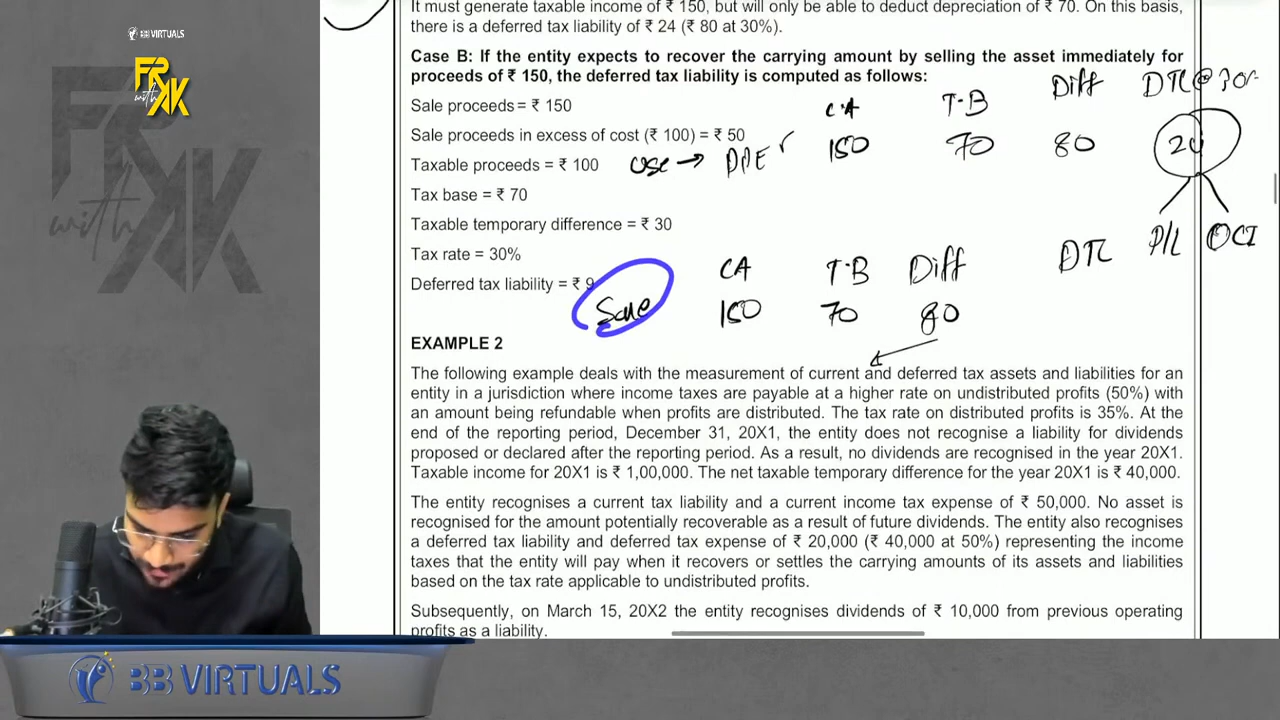 It must generate taxable income of ₹ 150, but will only be able to deduct depreciation of ₹ 70. On this basis,
there is a deferred tax liability of ₹ 24 (₹ 80 at 30%).
BB VIRTUALS
FR
with
AK
FR
with
AK
Case B: If the entity expects to recover the carrying amount by selling the asset immediately for
proceeds of ₹ 150, the deferred tax liability is computed as follows:
Diff DTL @ 30%
Sale proceeds = ₹ 150
CA T.B
Sale proceeds in excess of cost (₹ 100) = ₹ 50
150 70 80 24
Taxable proceeds = ₹ 100 use → PPE ✓
Tax base = ₹ 70
Taxable temporary difference = ₹ 30
P/L OCI
Tax rate = 30%
CA T.B Diff DTL
Deferred tax liability = ₹ 9
Sale 150 70 80
EXAMPLE 2
The following example deals with the measurement of current and deferred tax assets and liabilities for an
entity in a jurisdiction where income taxes are payable at a higher rate on undistributed profits (50%) with
an amount being refundable when profits are distributed. The tax rate on distributed profits is 35%. At the
end of the reporting period, December 31, 20X1, the entity does not recognise a liability for dividends
proposed or declared after the reporting period. As a result, no dividends are recognised in the year 20X1.
Taxable income for 20X1 is ₹ 1,00,000. The net taxable temporary difference for the year 20X1 is ₹ 40,000.
The entity recognises a current tax liability and a current income tax expense of ₹ 50,000. No asset is
recognised for the amount potentially recoverable as a result of future dividends. The entity also recognises
a deferred tax liability and deferred tax expense of ₹ 20,000 (₹ 40,000 at 50%) representing the income
taxes that the entity will pay when it recovers or settles the carrying amounts of its assets and liabilities
based on the tax rate applicable to undistributed profits.
Subsequently, on March 15, 20X2 the entity recognises dividends of ₹ 10,000 from previous operating
profits as a liability.
BB VIRTUALS